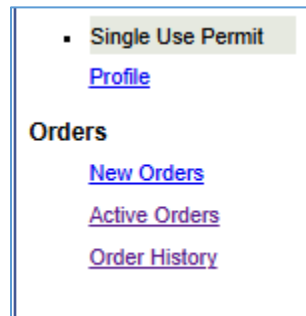 Single Use Permit
Profile
Orders
New Orders
Active Orders
Order History